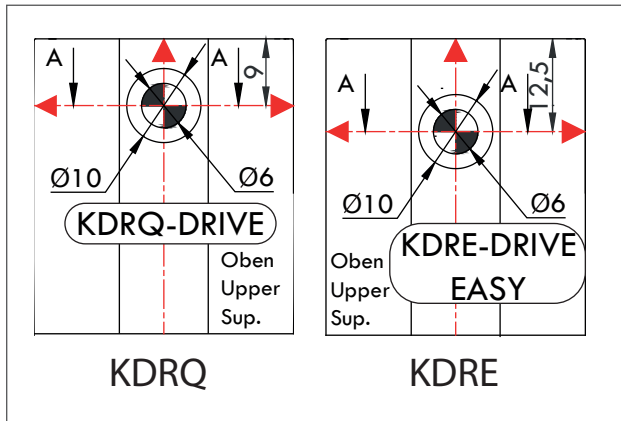 A
A
9
Ø10
Ø6
KDRQ-DRIVE
Oben
Upper
Sup.
KDRQ
A
A
12,5
Ø10
Ø6
KDRE-DRIVE
EASY
Oben
Upper
Sup.
KDRE